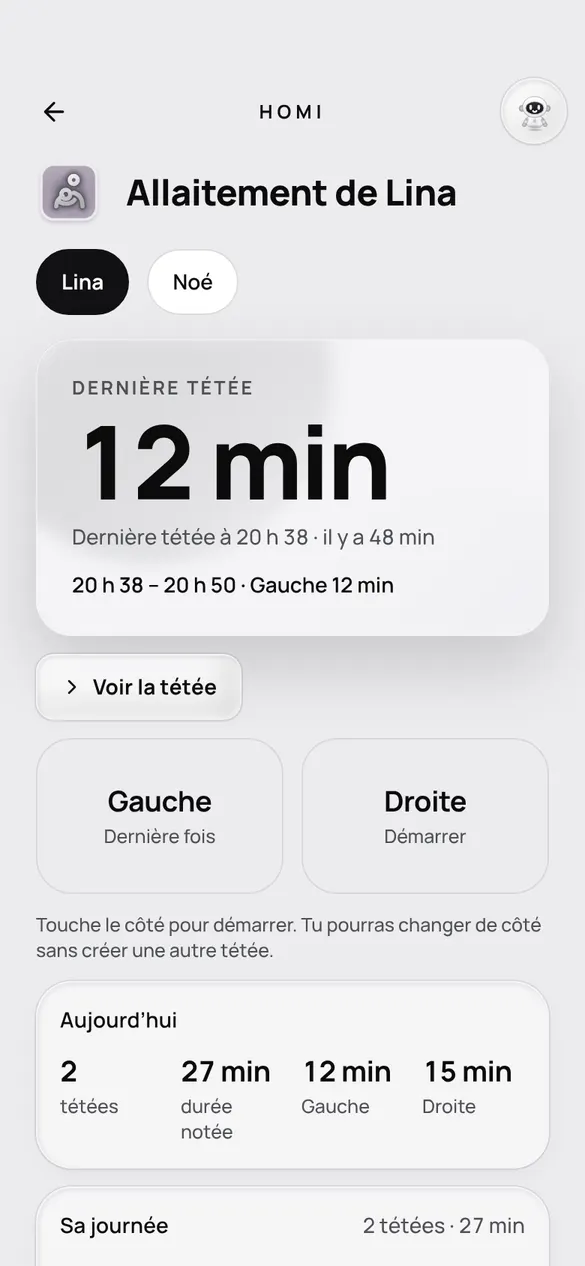 HOMI
Allaitement de Lina
Lina
Noé
DERNIÈRE TÉTÉE
12 min
Dernière tétée à 20 h 38 · il y a 48 min
20 h 38 – 20 h 50 · Gauche 12 min
Voir la tétée
Gauche
Dernière fois
Droite
Démarrer
Touche le côté pour démarrer. Tu pourras changer de côté
sans créer une autre tétée.
Aujourd’hui
2
tétées
27 min
durée
notée
12 min
Gauche
15 min
Droite
Sa journée
2 tétées · 27 min